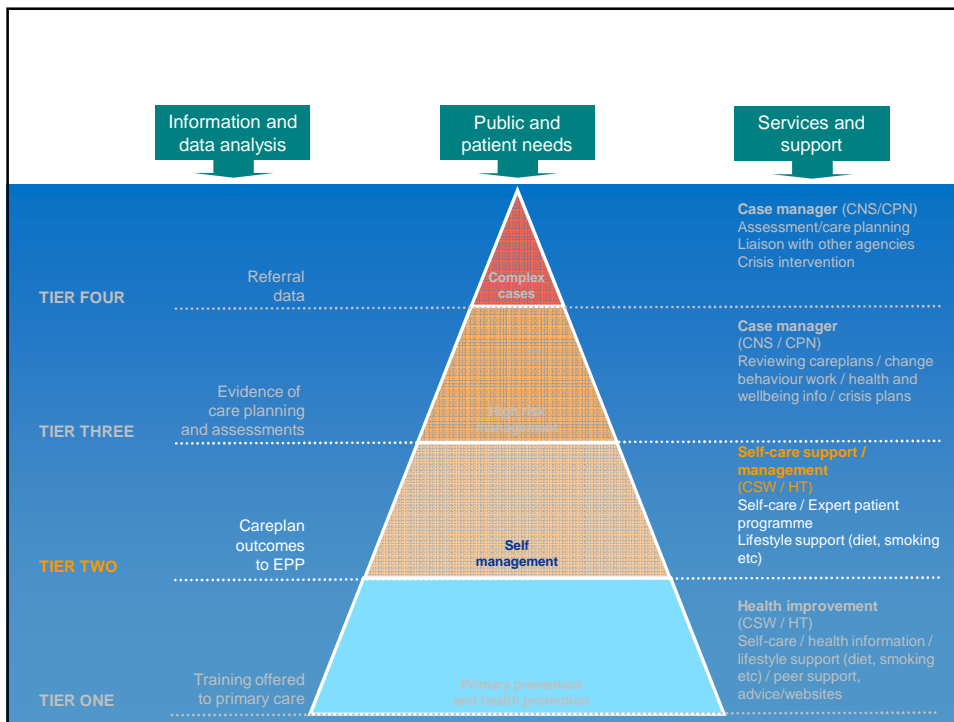 Information and
data analysis
Public and
patient needs
Services and
support
TIER FOUR
Referral
data
Complex
cases
Case manager (CNS/CPN)
Assessment/care planning
Liaison with other agencies
Crisis intervention
TIER THREE
Evidence of
care planning
and assessments
High risk
management
Case manager
(CNS / CPN)
Reviewing careplans / change
behaviour work / health and
wellbeing info / crisis plans
TIER TWO
Careplan
outcomes
to EPP
Self
management
Self-care support /
management
(CSW / HT)
Self-care / Expert patient
programme
Lifestyle support (diet, smoking
etc)
TIER ONE
Training offered
to primary care
Primary prevention
and health promotion
Health improvement
(CSW / HT)
Self-care / health information /
lifestyle support (diet, smoking
etc) / peer support,
advice/websites